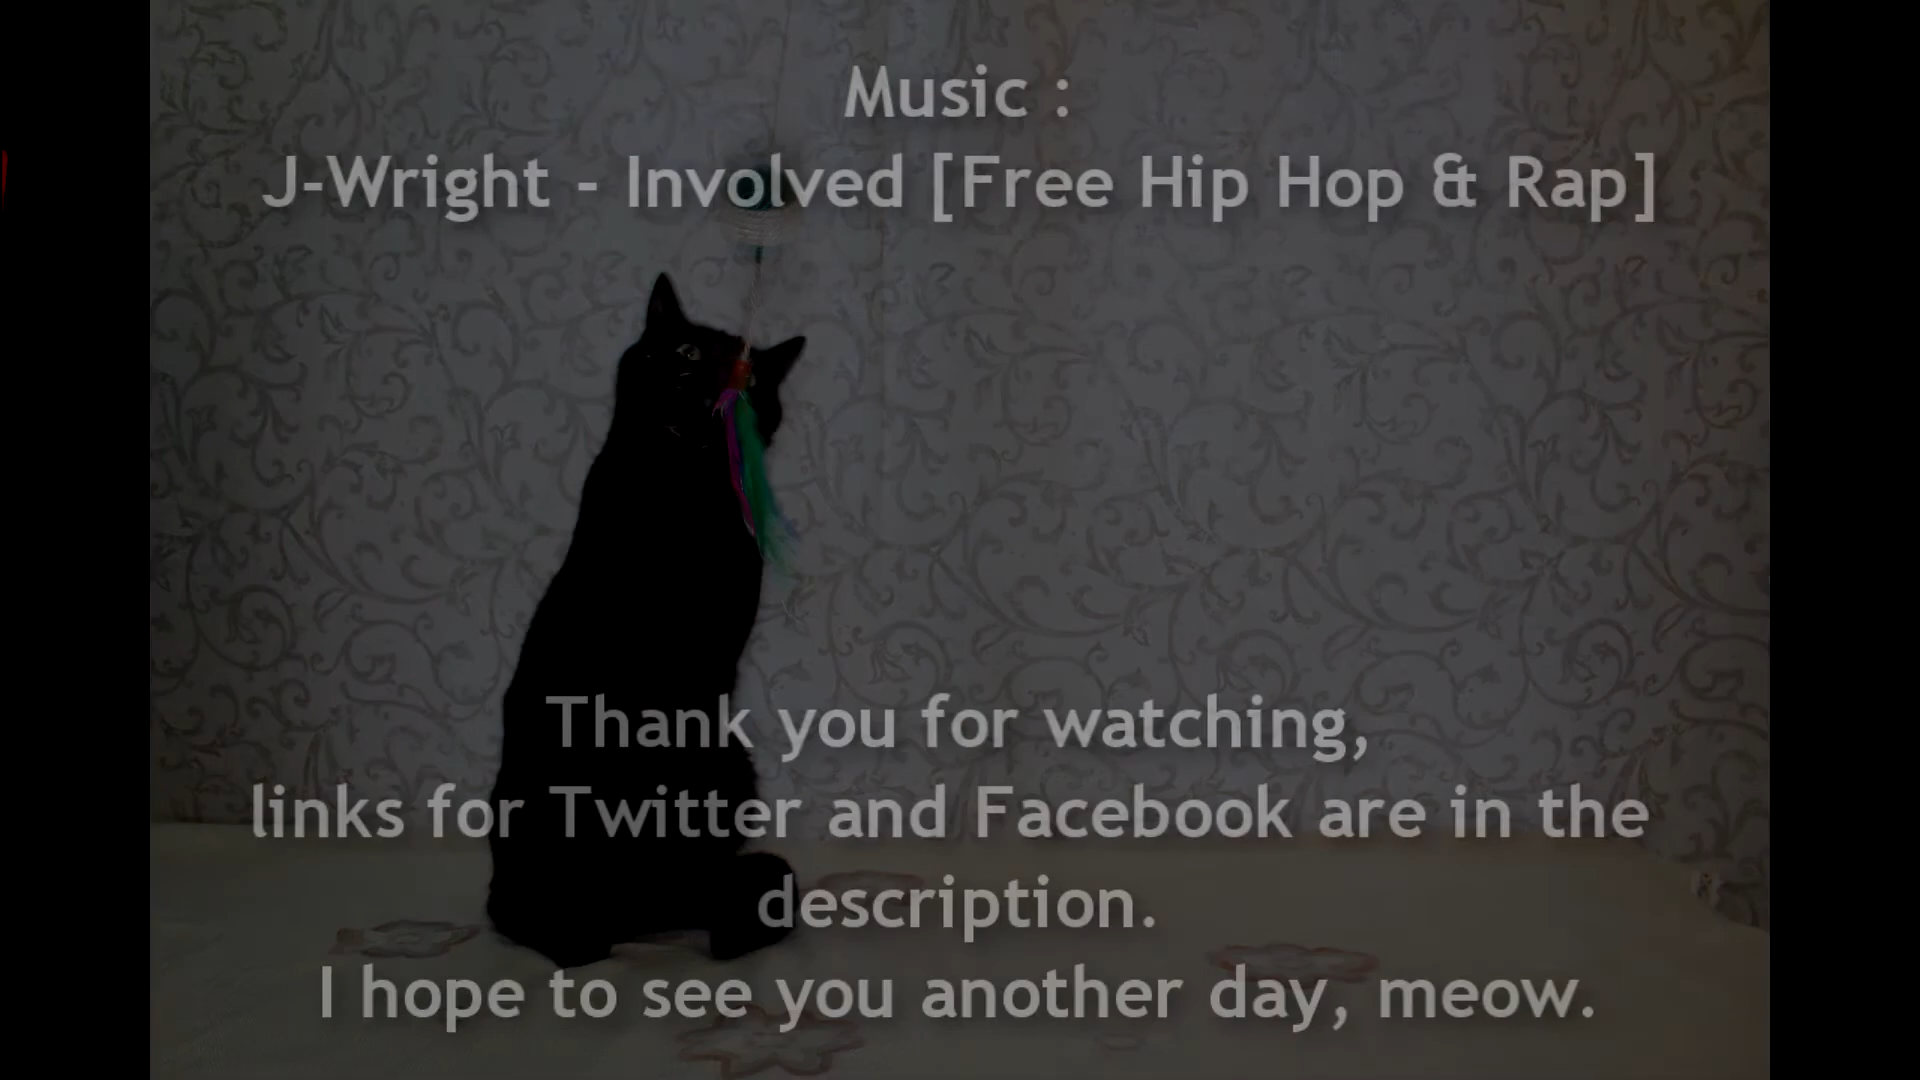 Music :
J-Wright - Involved [Free Hip Hop & Rap]
Thank you for watching,
links for Twitter and Facebook are in the
description.
I hope to see you another day, meow.